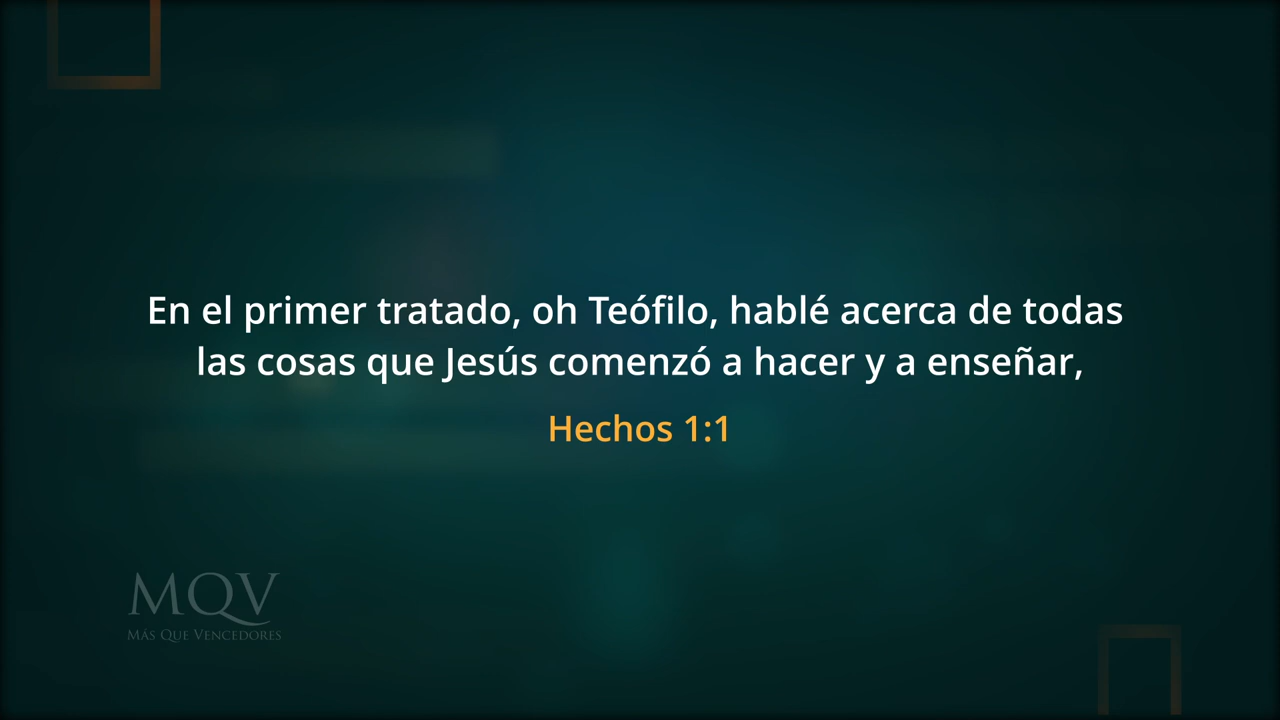 En el primer tratado, oh Teófilo, hablé acerca de todas
las cosas que Jesús comenzó a hacer y a enseñar,
Hechos 1:1
MQV
Más Que Vencedores